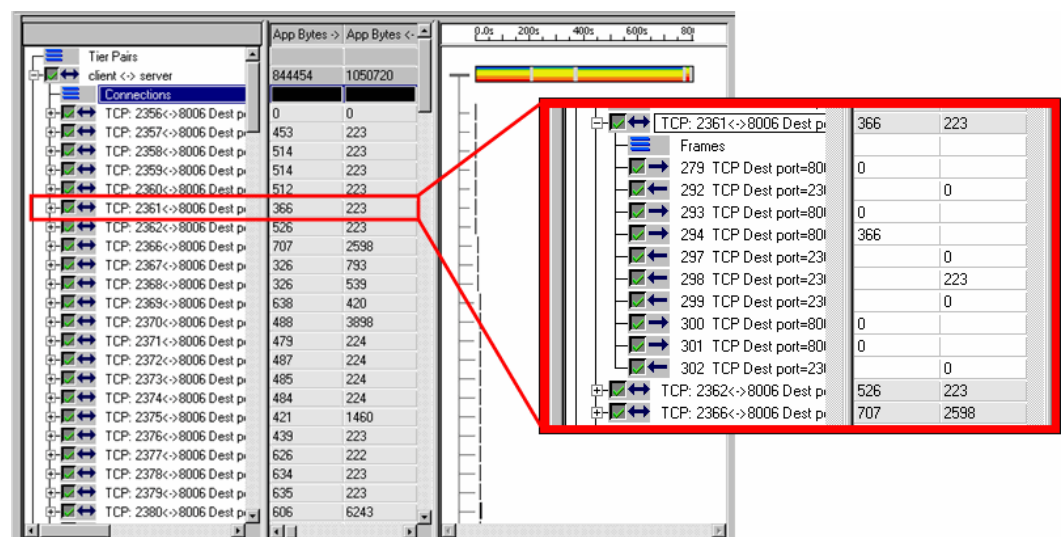 App Bytes -> App Bytes <-
0.0s 200s 400s 600s 80
Tier Pairs
client <-> server 844454 1050720
Connections
TCP: 2356<->8006 Dest p 0 0
TCP: 2357<->8006 Dest p 453 223
TCP: 2358<->8006 Dest p 514 223
TCP: 2359<->8006 Dest p 514 223
TCP: 2360<->8006 Dest p 512 223
TCP: 2361<->8006 Dest p 366 223
TCP: 2362<->8006 Dest p 526 223
TCP: 2366<->8006 Dest p 707 2598
TCP: 2367<->8006 Dest p 326 793
TCP: 2368<->8006 Dest p 326 539
TCP: 2369<->8006 Dest p 638 420
TCP: 2370<->8006 Dest p 488 3898
TCP: 2371<->8006 Dest p 479 224
TCP: 2372<->8006 Dest p 487 224
TCP: 2373<->8006 Dest p 485 224
TCP: 2374<->8006 Dest p 484 224
TCP: 2375<->8006 Dest p 421 1460
TCP: 2376<->8006 Dest p 439 223
TCP: 2377<->8006 Dest p 626 222
TCP: 2378<->8006 Dest p 634 223
TCP: 2379<->8006 Dest p 635 223
TCP: 2380<->8006 Dest p 606 6243
TCP: 2361<->8006 Dest p 366 223
Frames
279 TCP Dest port=80 0
292 TCP Dest port=23 0
293 TCP Dest port=80 0
294 TCP Dest port=80 366
297 TCP Dest port=23 0
298 TCP Dest port=23 223
299 TCP Dest port=23 0
300 TCP Dest port=80 0
301 TCP Dest port=80 0
302 TCP Dest port=23 0
TCP: 2362<->8006 Dest p 526 223
TCP: 2366<->8006 Dest p 707 2598